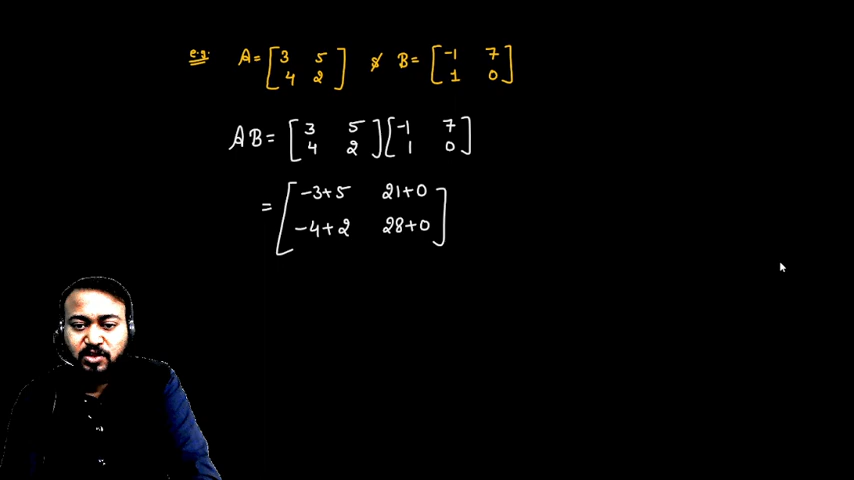 e.g. A = [ 3 5 & B = [ -1 7
4 2 ] 1 0 ]
AB = [ 3 5 ] [ -1 7 ]
4 2 1 0
= [ -3+5 21+0 ]
-4+2 28+0